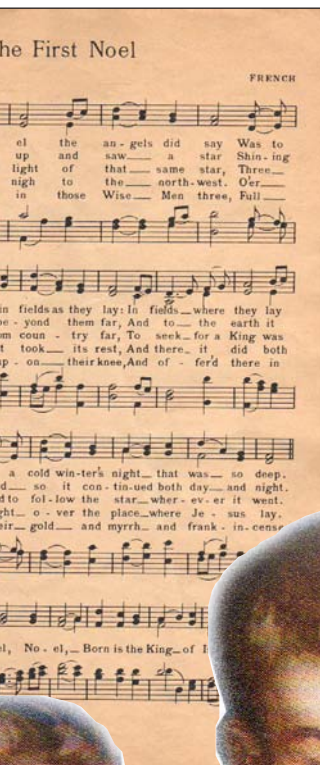 he First Noel
FRENCH
el the an - gels did say Was to
up and saw a star Shin - ing
light of that same star, Three
nigh to the north-west. O'er
in those Wise Men three, Full
in fields as they lay: In fields where they lay
be - yond them far, And to the earth it
om coun - try far, To seek for a King was
t took its rest, And there it did both
up - on their knee, And of - fer'd there in
a cold win-ter's night that was so deep.
d so it con - tin-ued both day and night.
d to fol - low the star wher - ev - er it went.
ght o - ver the place where Je - sus lay.
eir gold and myrrh and frank - in - cense
el, No - el, Born is the King of I